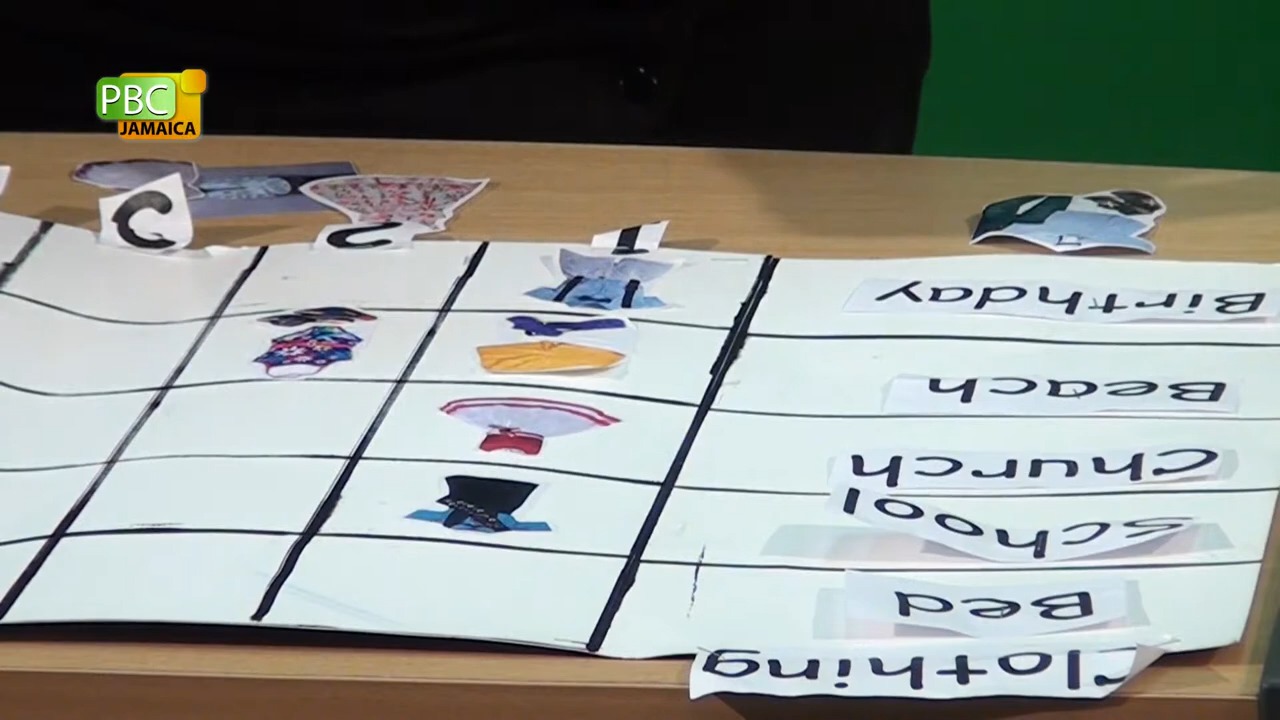 PBC
JAMAICA
Clothing
Bed
school
Church
Beach
Birthday
1 2 3